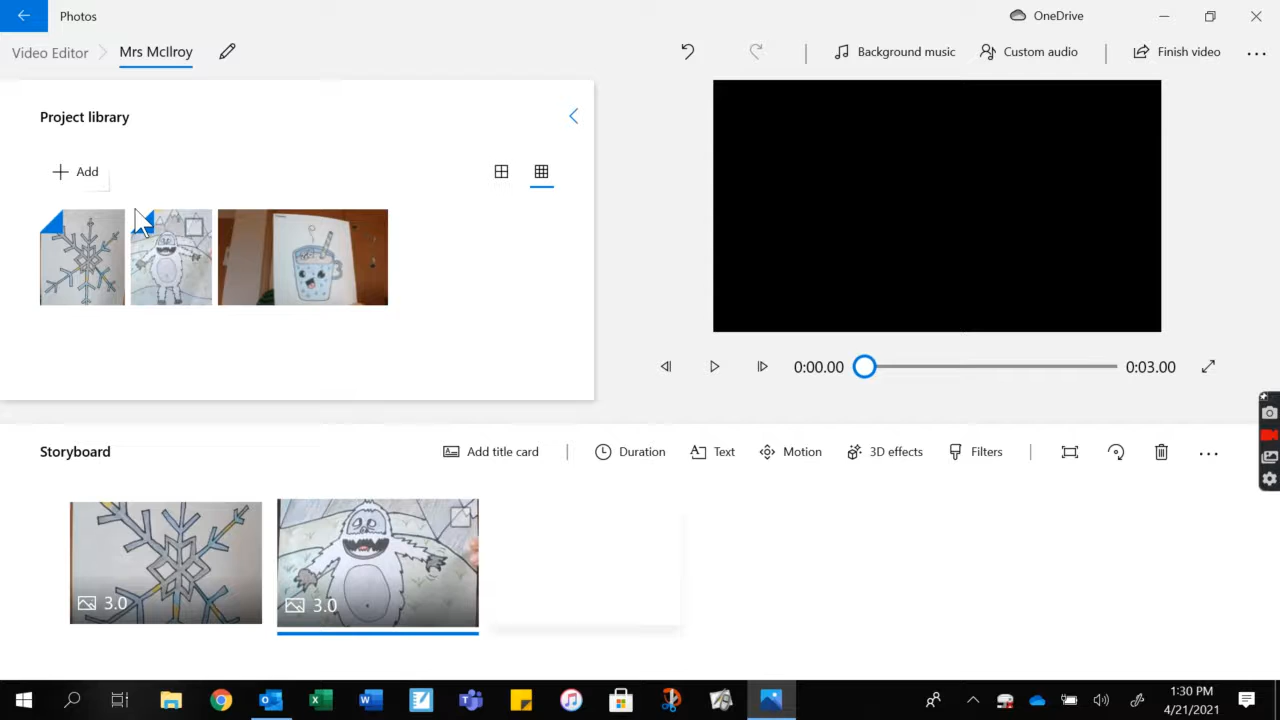 Photos
OneDrive
Video Editor
Mrs McIlroy
Background music
Custom audio
Finish video
Project library
Add
0:00.00
0:03.00
Storyboard
Add title card
Duration
Text
Motion
3D effects
Filters
3.0
3.0
1:30 PM
4/21/2021